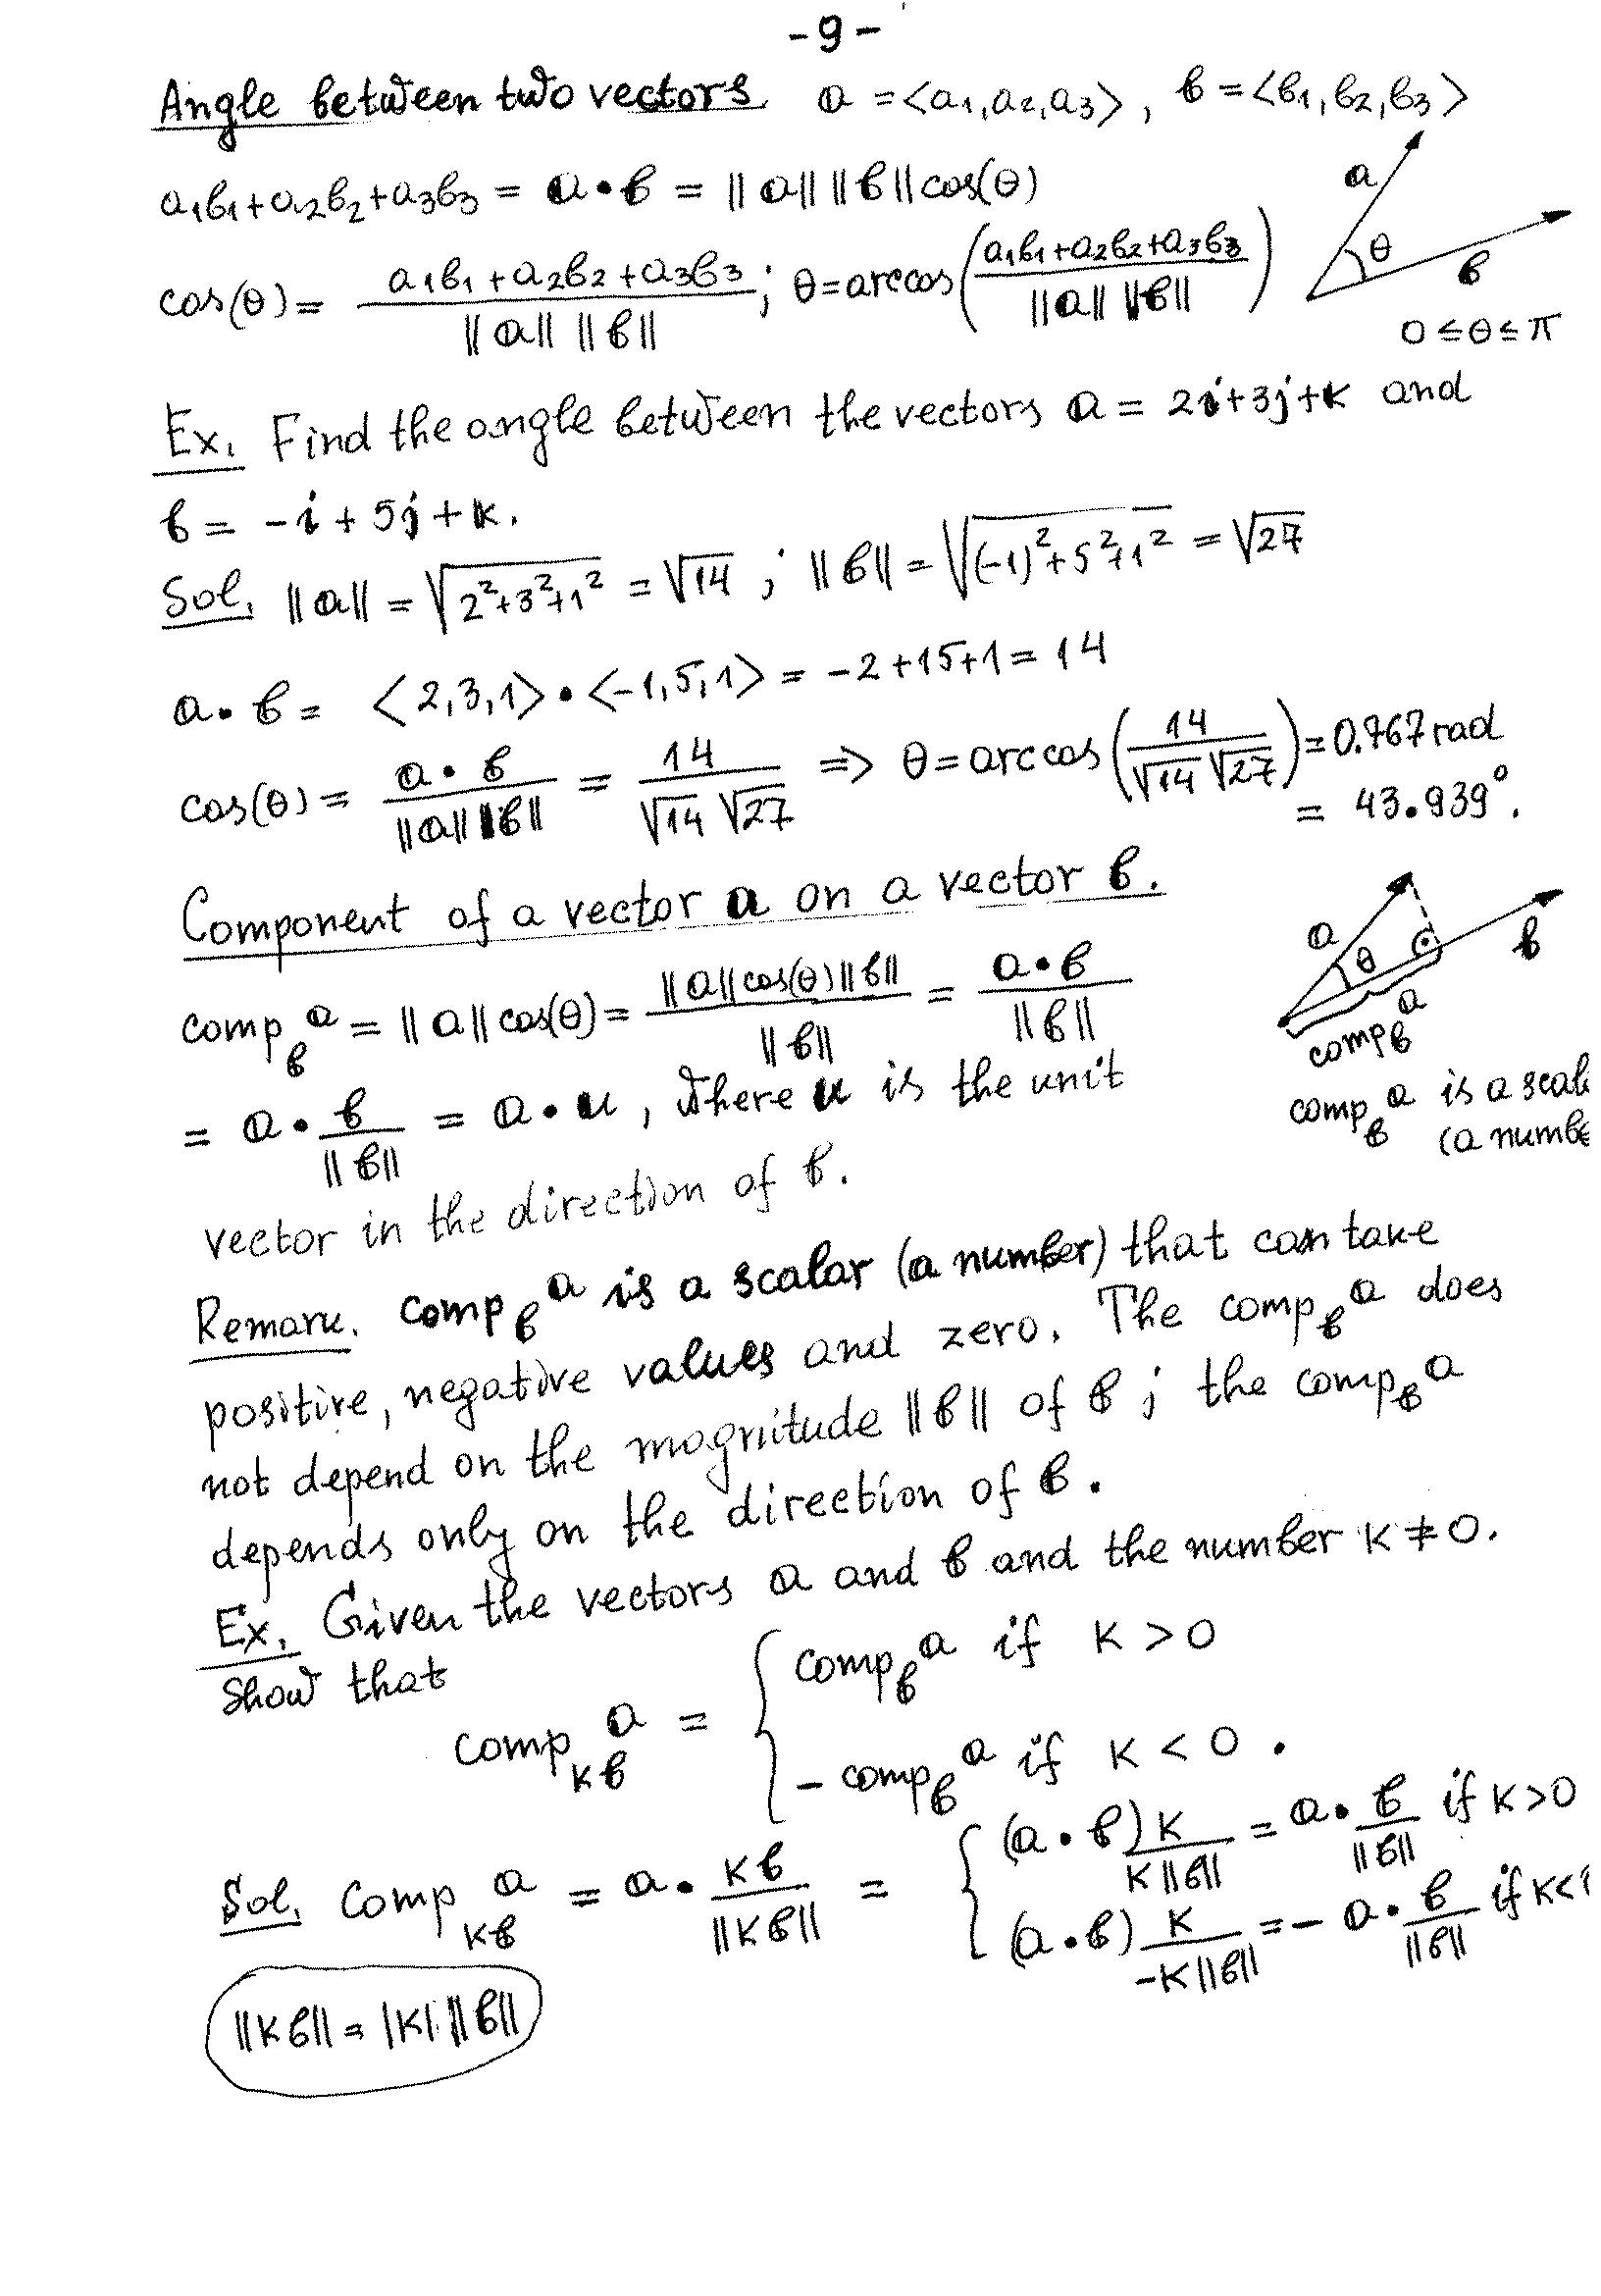 -9-
Angle between two vectors a = <a1, a2, a3>, b = <b1, b2, b3>
a1b1+a2b2+a3b3 = a • b = ||a|| ||b|| cos(θ)
cos(θ) = (a1b1+a2b2+a3b3)/(||a|| ||b||) ; θ = arccos((a1b1+a2b2+a3b3)/(||a|| ||b||))
a θ b
0 ≤ θ ≤ π
Ex. Find the angle between the vectors a = 2i+3j+k and
b = -i + 5j + k.
Sol. ||a|| = √(2²+3²+1²) = √14 ; ||b|| = √((-1)²+5²+1²) = √27
a • b = <2,3,1> • <-1,5,1> = -2+15+1 = 14
cos(θ) = (a • b)/(||a|| ||b||) = 14/(√14 √27) => θ = arccos(14/(√14 √27)) = 0.767 rad
= 43.939°.
Component of a vector a on a vector b.
a θ b
comp_b a = ||a|| cos(θ) = (||a|| cos(θ) ||b||)/||b|| = (a • b)/||b||
comp_b a
= a • b/||b|| = a • u, where u is the unit
comp_b a is a scal
(a numbe
vector in the direction of b.
Remark. comp_b a is a scalar (a number) that can take
positive, negative values and zero. The comp_b a does
not depend on the magnitude ||b|| of b ; the comp_b a
depends only on the direction of b.
Ex. Given the vectors a and b and the number k ≠ 0.
Show that
comp_kb a = { comp_b a if k > 0
- comp_b a if k < 0 .
Sol. comp_kb a = a • kb/||kb|| = { (a • b) k/(k||b||) = a • b/||b|| if k>0
(a • b) k/(-k||b||) = - a • b/||b|| if k<
||kb|| = |k| ||b||